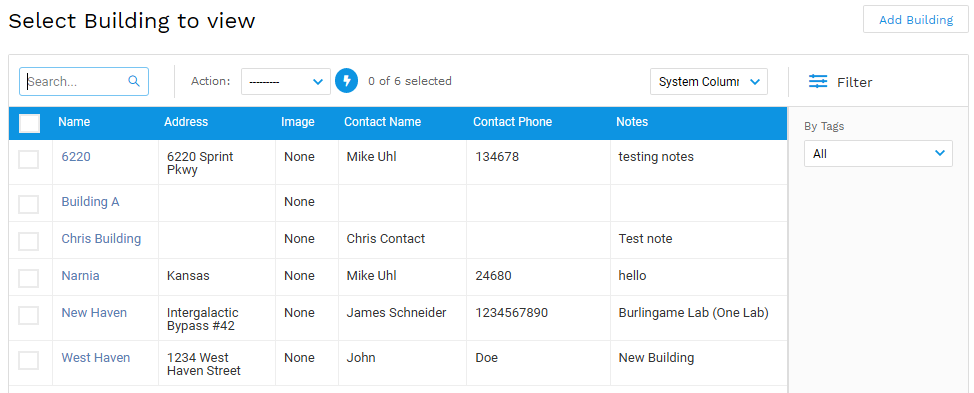 Select Building to view
Add Building
Search...
Action:
---------
0 of 6 selected
System Column
Filter
Name Address Image Contact Name Contact Phone Notes
By Tags
All
6220 6220 Sprint None Mike Uhl 134678 testing notes
Pkwy
Building A None
Chris Building None Chris Contact Test note
Narnia Kansas None Mike Uhl 24680 hello
New Haven Intergalactic None James Schneider 1234567890 Burlingame Lab (One Lab)
Bypass #42
West Haven 1234 West None John Doe New Building
Haven Street